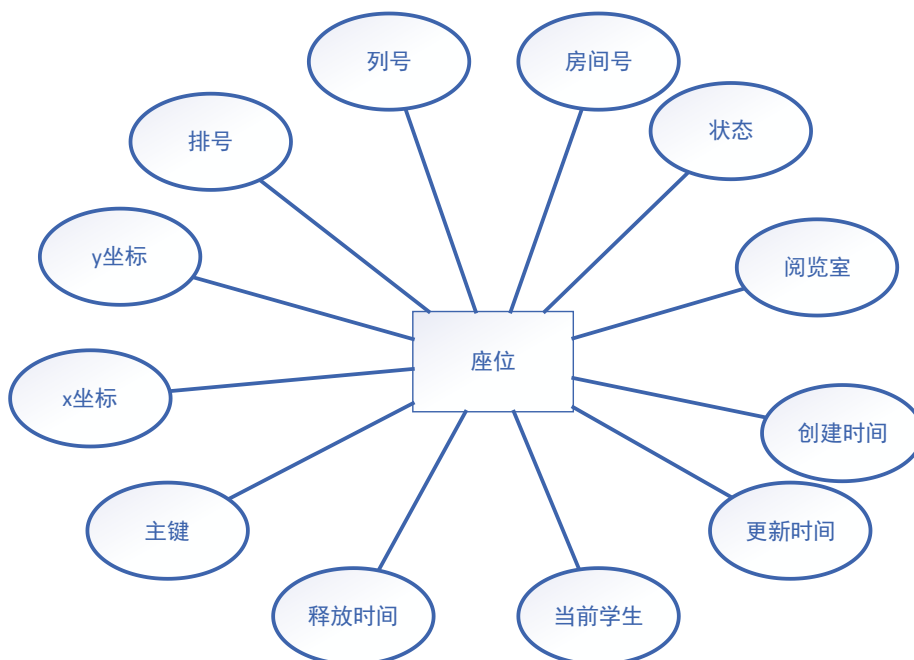 列号
房间号
状态
排号
y坐标
阅览室
座位
x坐标
创建时间
主键
更新时间
释放时间
当前学生